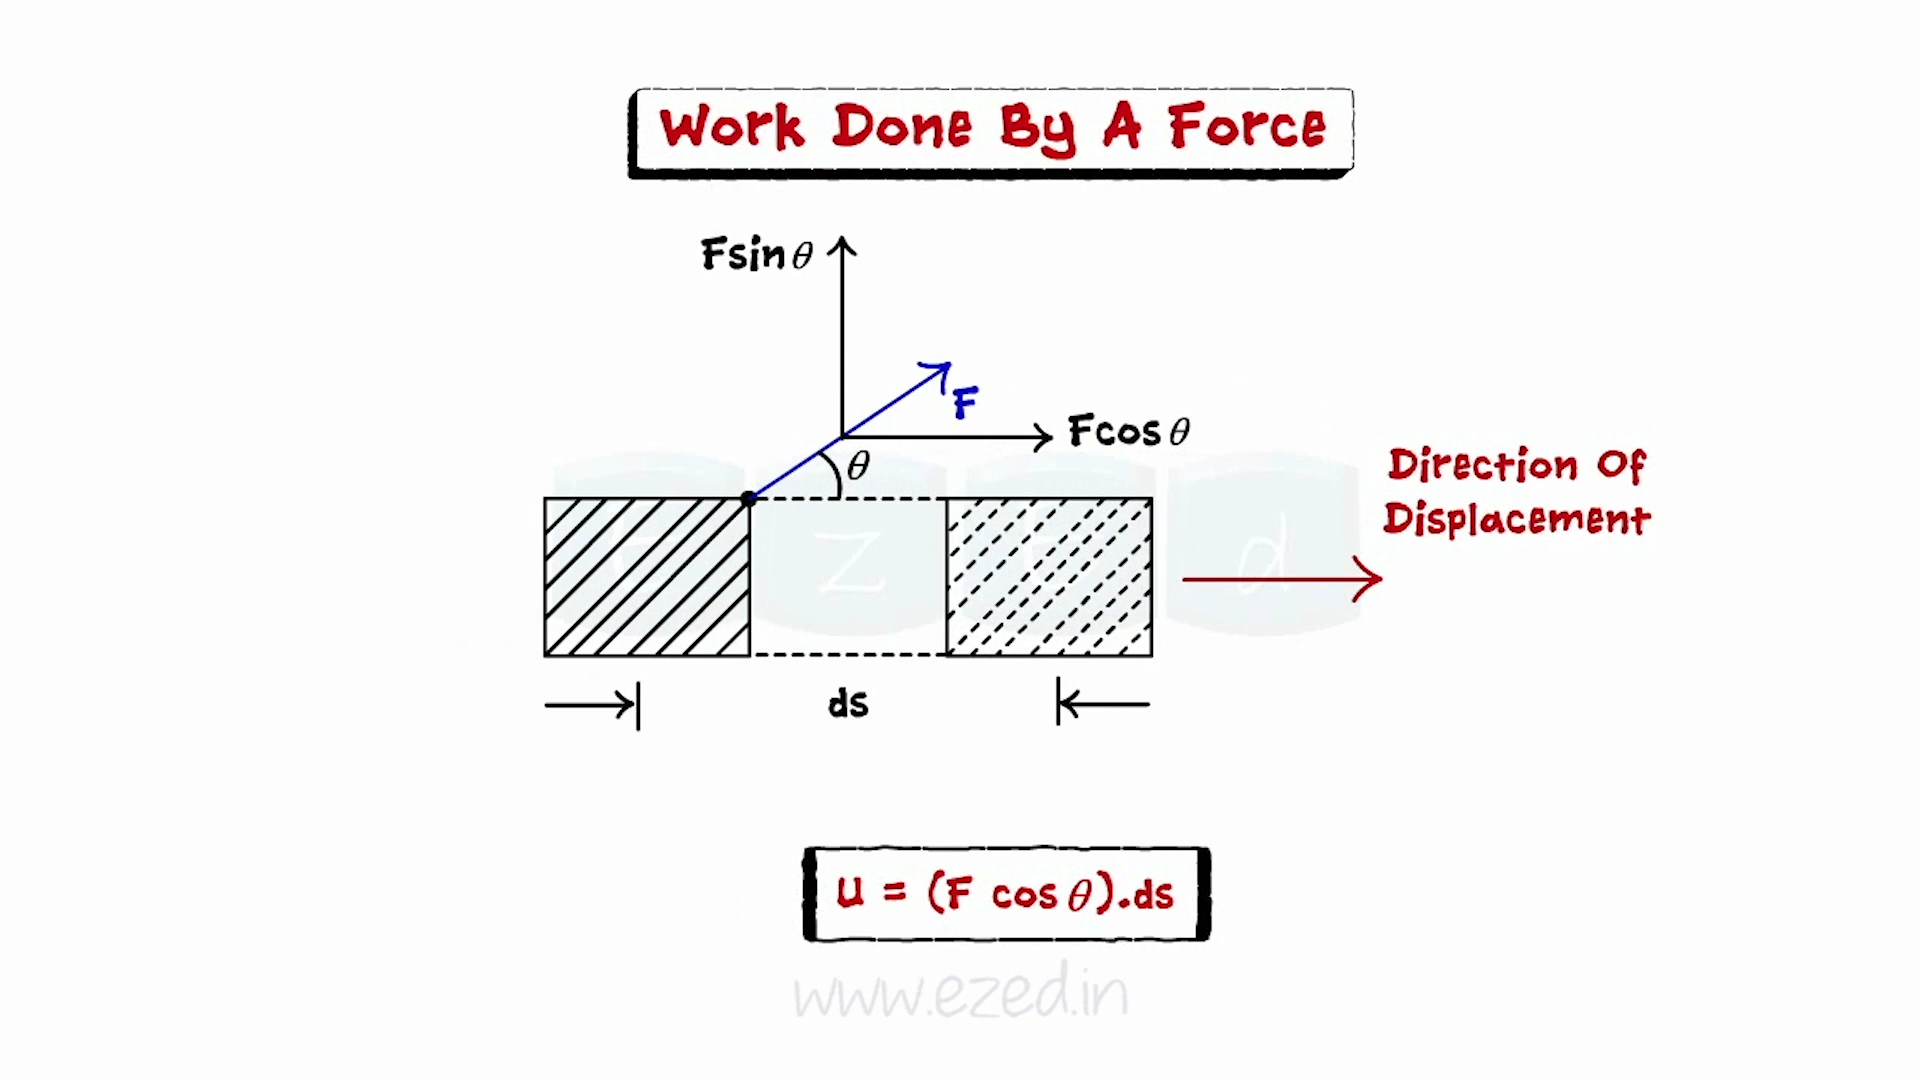 Work Done By A Force
Fsinθ
F
Fcosθ
θ
Direction Of
Displacement
z
d
ds
u = (F cosθ).ds
www.ezed.in